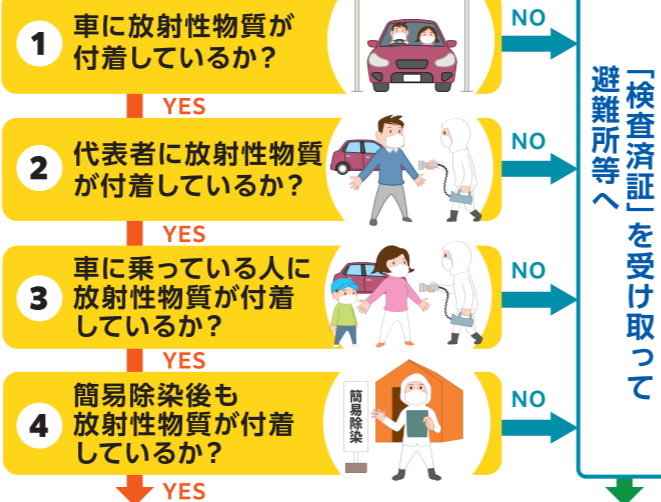 1
車に放射性物質が
付着しているか?
NO
YES
2
代表者に放射性物質
が付着しているか?
NO
YES
3
車に乗っている人に
放射性物質が付着
しているか?
NO
YES
4
簡易除染後も
放射性物質が付着
しているか?
簡易除染
NO
YES
「検査済証」を受け取って
避難所等へ